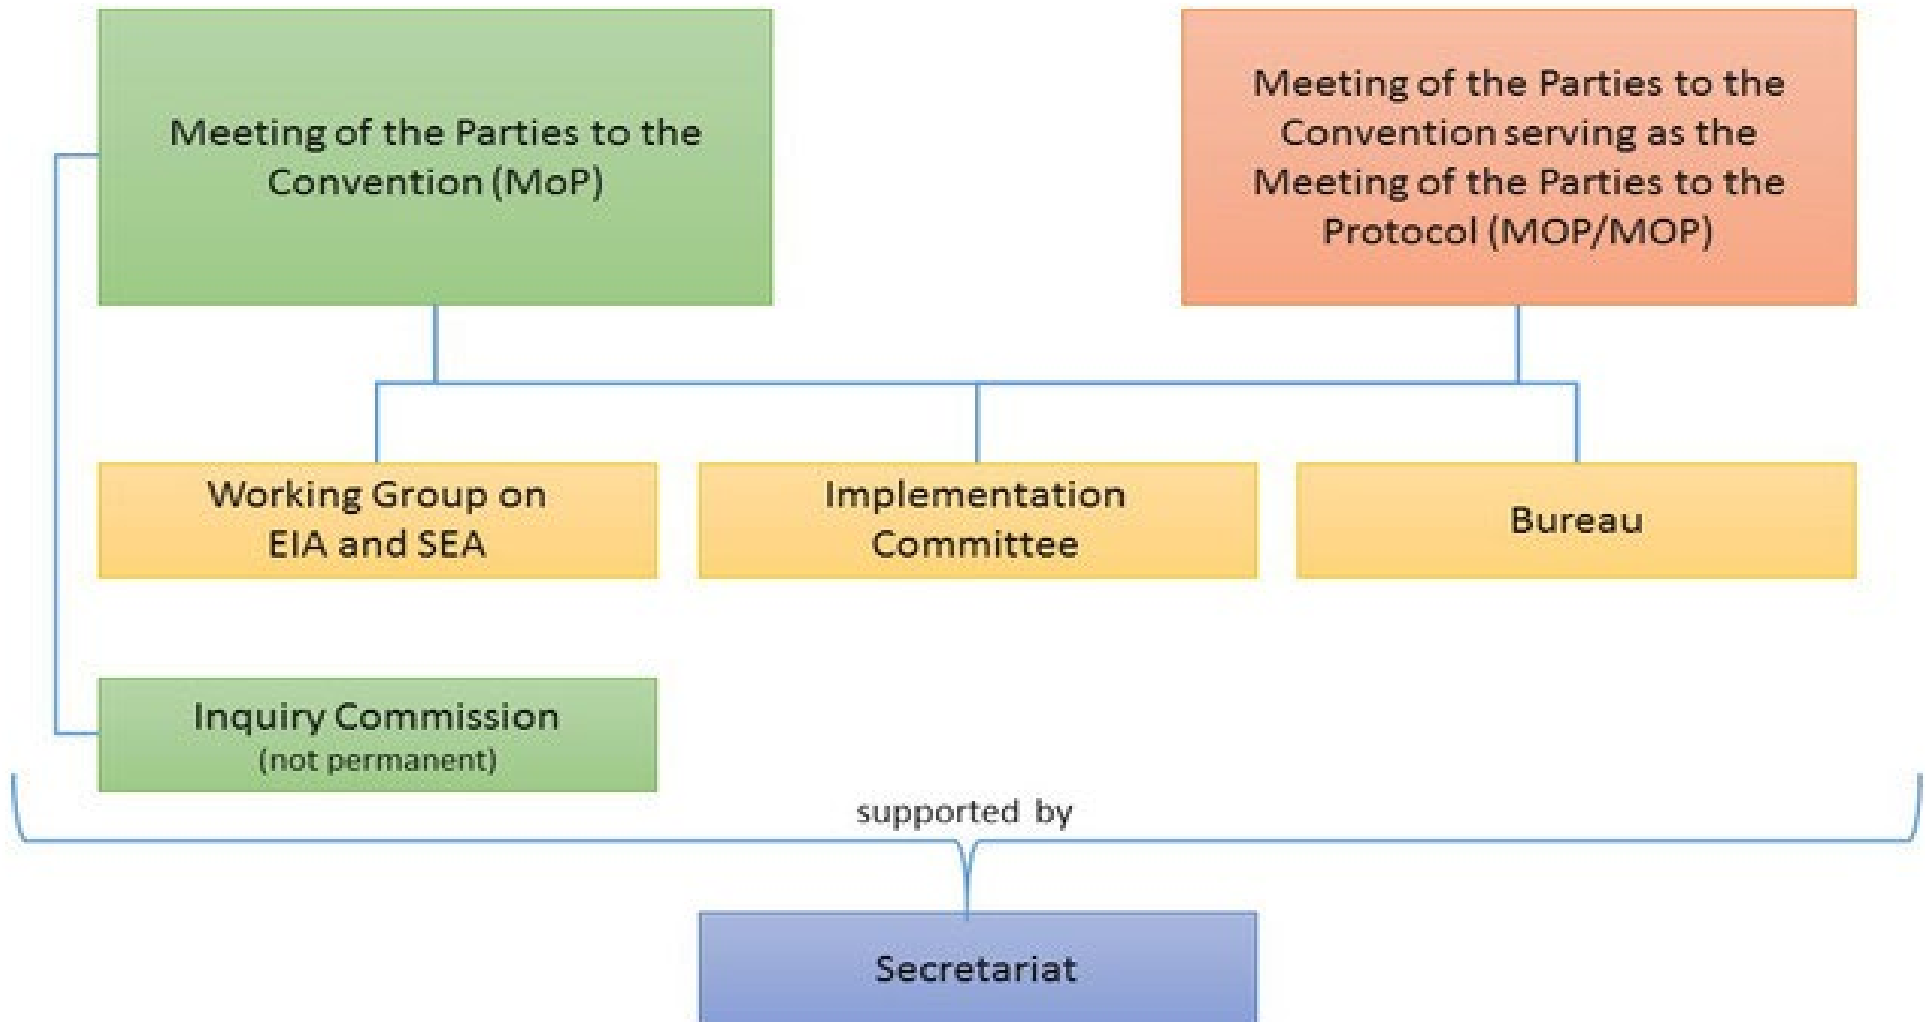 Meeting of the Parties to the
Convention (MoP)
Meeting of the Parties to the
Convention serving as the
Meeting of the Parties to the
Protocol (MOP/MOP)
Working Group on
EIA and SEA
Implementation
Committee
Bureau
Inquiry Commission
(not permanent)
supported by
Secretariat